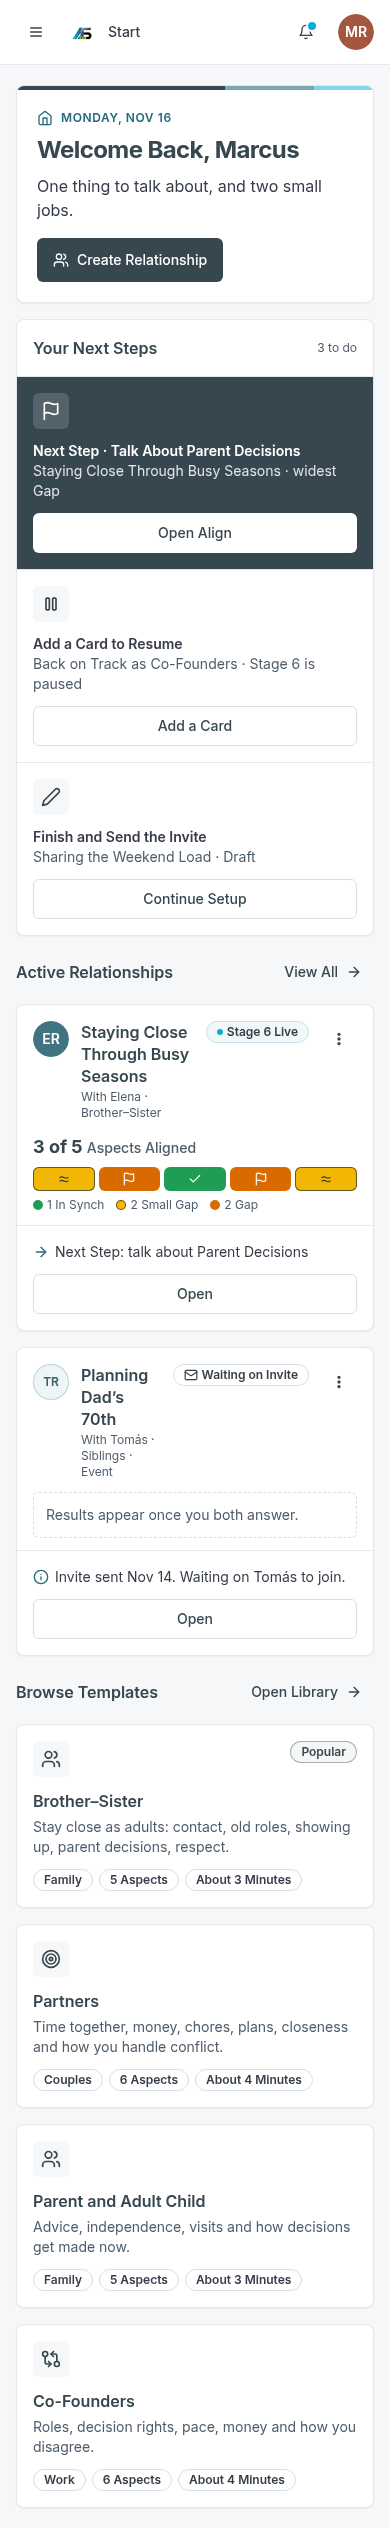 Start
MR
MONDAY, NOV 16
Welcome Back, Marcus
One thing to talk about, and two small
jobs.
Create Relationship
Your Next Steps
3 to do
Next Step · Talk About Parent Decisions
Staying Close Through Busy Seasons · widest
Gap
Open Align
Add a Card to Resume
Back on Track as Co-Founders · Stage 6 is
paused
Add a Card
Finish and Send the Invite
Sharing the Weekend Load · Draft
Continue Setup
Active Relationships
View All
ER
Staying Close
Through Busy
Seasons
Stage 6 Live
With Elena ·
Brother–Sister
3 of 5 Aspects Aligned
1 In Synch
2 Small Gap
2 Gap
Next Step: talk about Parent Decisions
Open
TR
Planning
Dad’s
70th
Waiting on Invite
With Tomás ·
Siblings ·
Event
Results appear once you both answer.
Invite sent Nov 14. Waiting on Tomás to join.
Open
Browse Templates
Open Library
Popular
Brother–Sister
Stay close as adults: contact, old roles, showing
up, parent decisions, respect.
Family
5 Aspects
About 3 Minutes
Partners
Time together, money, chores, plans, closeness
and how you handle conflict.
Couples
6 Aspects
About 4 Minutes
Parent and Adult Child
Advice, independence, visits and how decisions
get made now.
Family
5 Aspects
About 3 Minutes
Co-Founders
Roles, decision rights, pace, money and how you
disagree.
Work
6 Aspects
About 4 Minutes